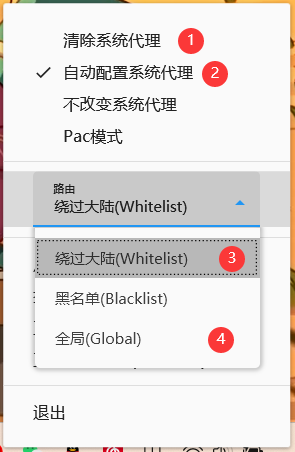 清除系统代理 1
自动配置系统代理 2
不改变系统代理
Pac模式
路由
绕过大陆(Whitelist)
绕过大陆(Whitelist) 3
黑名单(Blacklist)
全局(Global) 4
退出